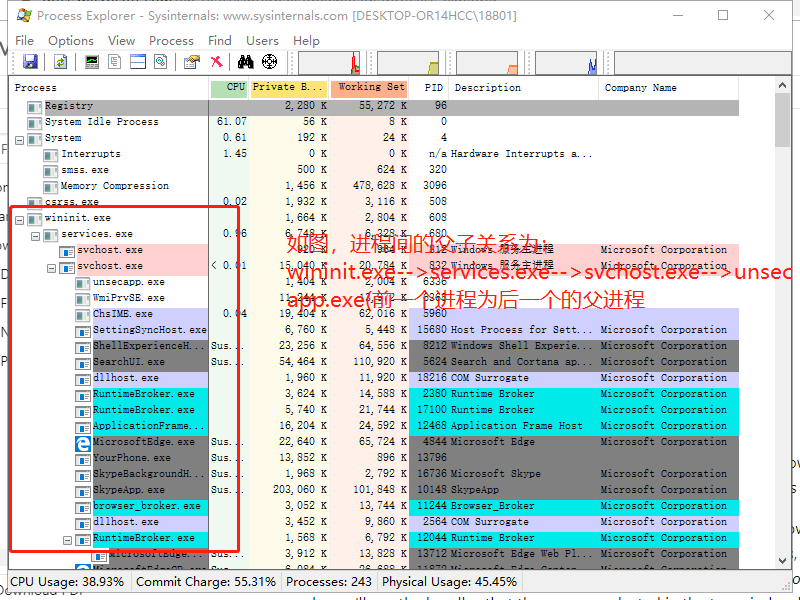 Process Explorer - Sysinternals: www.sysinternals.com [DESKTOP-OR14HCC\18801]
File Options View Process Find Users Help
Process CPU Private B... Working Set PID Description Company Name
Registry 2,280 K 55,272 K 96
System Idle Process 61.07 56 K 8 K 0
System 0.61 192 K 24 K 4
Interrupts 1.45 0 K 0 K n/a Hardware Interrupts a...
smss.exe 500 K 624 K 320
Memory Compression 1,456 K 478,628 K 3096
csrss.exe 0.02 1,932 K 3,116 K 508
wininit.exe 1,664 K 2,804 K 608
services.exe 0.96 6,748 K 6,328 K 680
svchost.exe 920 K 984 K 812 Windows 服务主进程 Microsoft Corporation
如图，进程间的父子关系为：
svchost.exe < 0.01 15,040 K 20,784 K 832 Windows 服务主进程 Microsoft Corporation
wininit.exe-->services.exe-->svchost.exe-->unsec
unsecapp.exe 1,404 K 2,004 K 6336
app.exe(前一个进程为后一个的父进程
WmiPrvSE.exe
ChsIME.exe 0.04 19,404 K 62,016 K 5960
SettingSyncHost.exe 6,760 K 5,448 K 15680 Host Process for Sett... Microsoft Corporation
ShellExperienceH... Sus... 23,256 K 64,556 K 8212 Windows Shell Experie... Microsoft Corporation
SearchUI.exe Sus... 54,464 K 110,920 K 5624 Search and Cortana ap... Microsoft Corporation
dllhost.exe 1,960 K 11,920 K 18216 COM Surrogate Microsoft Corporation
RuntimeBroker.exe 3,624 K 14,588 K 2380 Runtime Broker Microsoft Corporation
RuntimeBroker.exe 5,740 K 21,744 K 17100 Runtime Broker Microsoft Corporation
ApplicationFrame... 16,204 K 24,592 K 12468 Application Frame Host Microsoft Corporation
MicrosoftEdge.exe Sus... 22,640 K 65,724 K 4844 Microsoft Edge Microsoft Corporation
YourPhone.exe Sus... 13,852 K 896 K 13796
SkypeBackgroundH... Sus... 1,968 K 2,792 K 16736 Microsoft Skype Microsoft Corporation
SkypeApp.exe Sus... 203,060 K 101,848 K 10148 SkypeApp Microsoft Corporation
browser_broker.exe 3,052 K 13,744 K 11244 Browser_Broker Microsoft Corporation
dllhost.exe 3,452 K 9,860 K 2564 COM Surrogate Microsoft Corporation
RuntimeBroker.exe 1,568 K 6,792 K 12044 Runtime Broker Microsoft Corporation
MicrosoftEdge... Sus... 3,912 K 13,828 K 13712 Microsoft Edge Web Pl... Microsoft Corporation
CPU Usage: 38.93% Commit Charge: 55.31% Processes: 243 Physical Usage: 45.45%